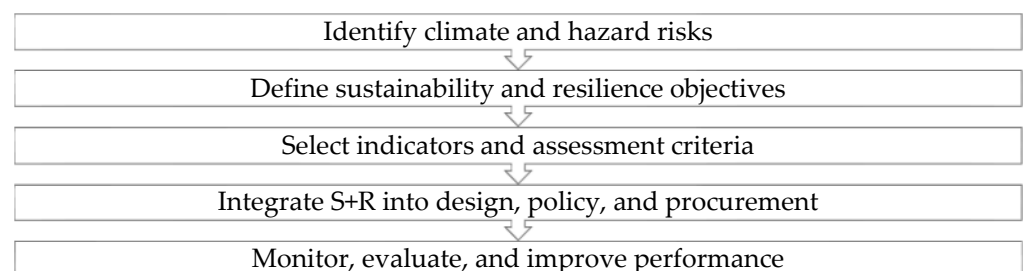 Identify climate and hazard risks
Define sustainability and resilience objectives
Select indicators and assessment criteria
Integrate S+R into design, policy, and procurement
Monitor, evaluate, and improve performance